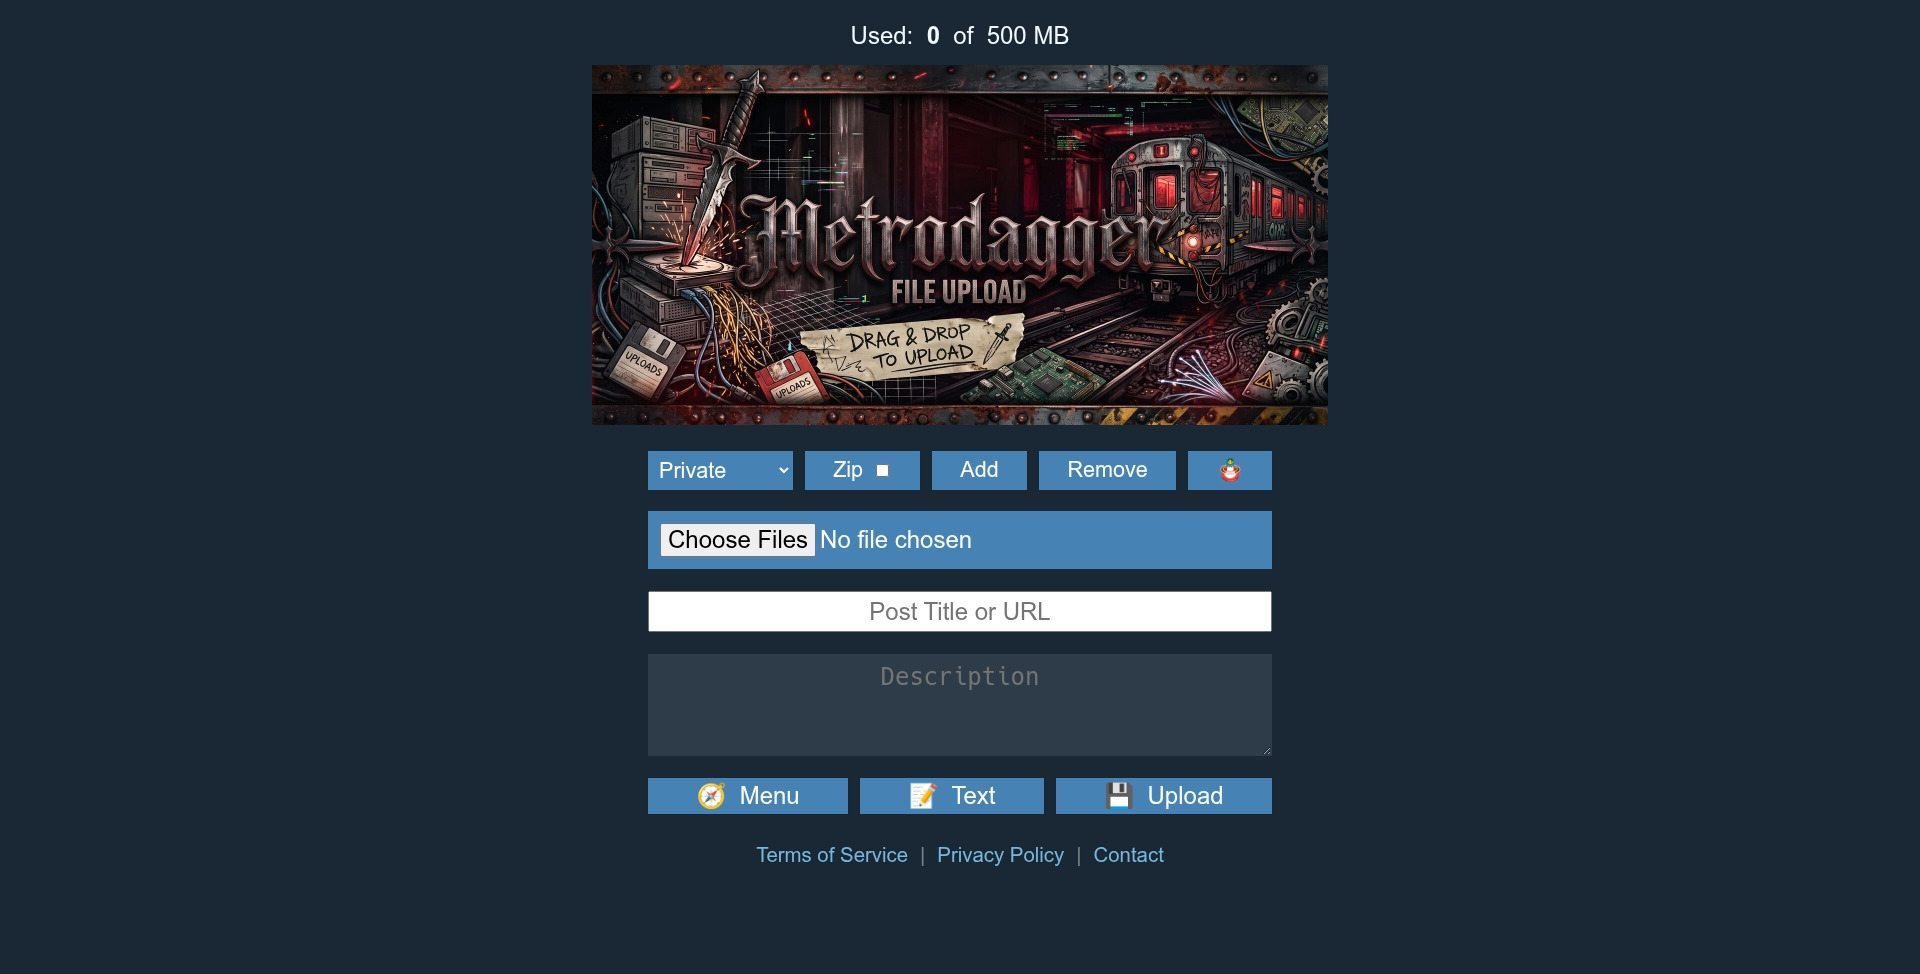 Used: 0 of 500 MB
Metrodagger
FILE UPLOAD
DRAG & DROP
TO UPLOAD
UPLOADS
UPLOADS
Private
Zip
Add
Remove
Choose Files No file chosen
Post Title or URL
Description
Menu
Text
Upload
Terms of Service | Privacy Policy | Contact